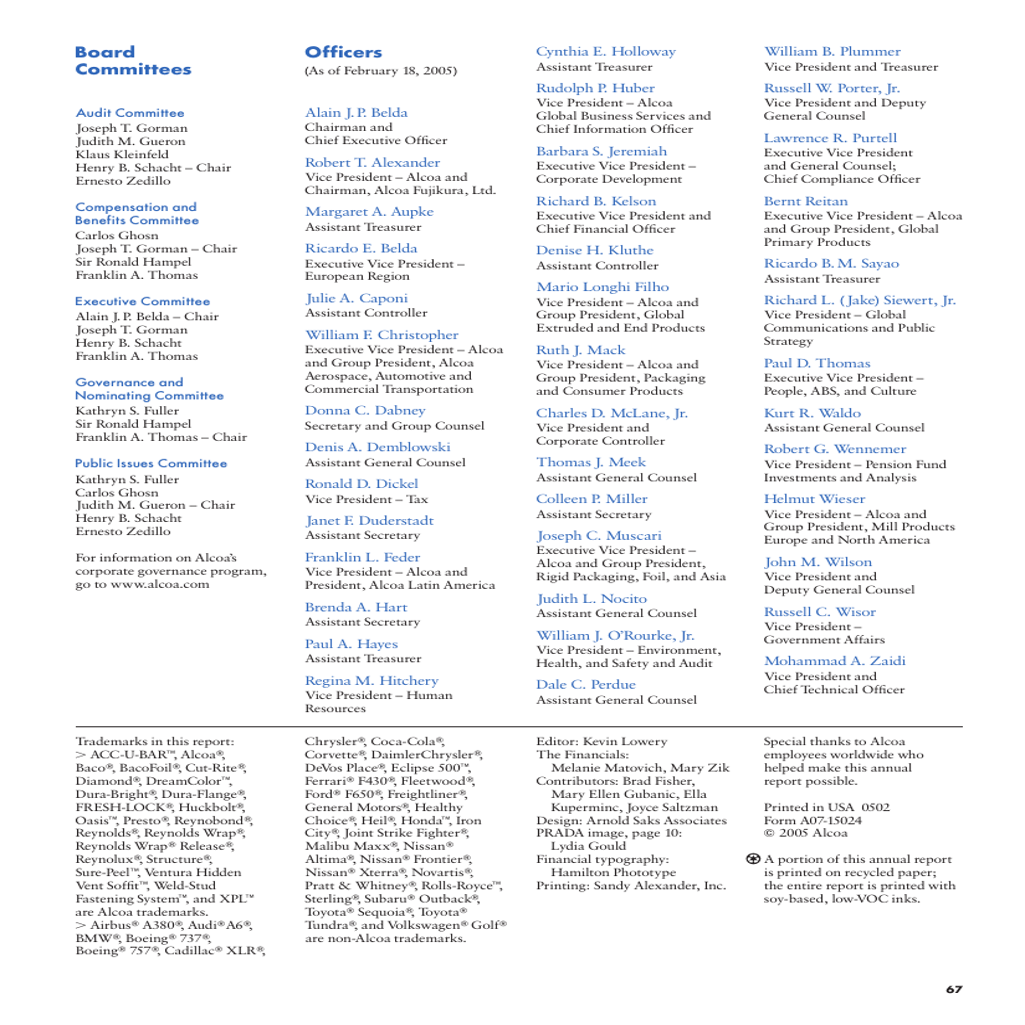 Board
Committees
Audit Committee
Joseph T. Gorman
Judith M. Gueron
Klaus Kleinfeld
Henry B. Schacht – Chair
Ernesto Zedillo
Compensation and
Benefits Committee
Carlos Ghosn
Joseph T. Gorman – Chair
Sir Ronald Hampel
Franklin A. Thomas
Executive Committee
Alain J. P. Belda – Chair
Joseph T. Gorman
Henry B. Schacht
Franklin A. Thomas
Governance and
Nominating Committee
Kathryn S. Fuller
Sir Ronald Hampel
Franklin A. Thomas – Chair
Public Issues Committee
Kathryn S. Fuller
Carlos Ghosn
Judith M. Gueron – Chair
Henry B. Schacht
Ernesto Zedillo
For information on Alcoa's
corporate governance program,
go to www.alcoa.com
Officers
(As of February 18, 2005)
Alain J. P. Belda
Chairman and
Chief Executive Officer
Robert T. Alexander
Vice President – Alcoa and
Chairman, Alcoa Fujikura, Ltd.
Margaret A. Aupke
Assistant Treasurer
Ricardo E. Belda
Executive Vice President –
European Region
Julie A. Caponi
Assistant Controller
William F. Christopher
Executive Vice President – Alcoa
and Group President, Alcoa
Aerospace, Automotive and
Commercial Transportation
Donna C. Dabney
Secretary and Group Counsel
Denis A. Demblowski
Assistant General Counsel
Ronald D. Dickel
Vice President – Tax
Janet F. Duderstadt
Assistant Secretary
Franklin L. Feder
Vice President – Alcoa and
President, Alcoa Latin America
Brenda A. Hart
Assistant Secretary
Paul A. Hayes
Assistant Treasurer
Regina M. Hitchery
Vice President – Human
Resources
Cynthia E. Holloway
Assistant Treasurer
Rudolph P. Huber
Vice President – Alcoa
Global Business Services and
Chief Information Officer
Barbara S. Jeremiah
Executive Vice President –
Corporate Development
Richard B. Kelson
Executive Vice President and
Chief Financial Officer
Denise H. Kluthe
Assistant Controller
Mario Longhi Filho
Vice President – Alcoa and
Group President, Global
Extruded and End Products
Ruth J. Mack
Vice President – Alcoa and
Group President, Packaging
and Consumer Products
Charles D. McLane, Jr.
Vice President and
Corporate Controller
Thomas J. Meek
Assistant General Counsel
Colleen P. Miller
Assistant Secretary
Joseph C. Muscari
Executive Vice President –
Alcoa and Group President,
Rigid Packaging, Foil, and Asia
Judith L. Nocito
Assistant General Counsel
William J. O'Rourke, Jr.
Vice President – Environment,
Health, and Safety and Audit
Dale C. Perdue
Assistant General Counsel
William B. Plummer
Vice President and Treasurer
Russell W. Porter, Jr.
Vice President and Deputy
General Counsel
Lawrence R. Purtell
Executive Vice President
and General Counsel;
Chief Compliance Officer
Bernt Reitan
Executive Vice President – Alcoa
and Group President, Global
Primary Products
Ricardo B. M. Sayao
Assistant Treasurer
Richard L. (Jake) Siewert, Jr.
Vice President – Global
Communications and Public
Strategy
Paul D. Thomas
Executive Vice President –
People, ABS, and Culture
Kurt R. Waldo
Assistant General Counsel
Robert G. Wennemer
Vice President – Pension Fund
Investments and Analysis
Helmut Wieser
Vice President – Alcoa and
Group President, Mill Products
Europe and North America
John M. Wilson
Vice President and
Deputy General Counsel
Russell C. Wisor
Vice President –
Government Affairs
Mohammad A. Zaidi
Vice President and
Chief Technical Officer
Trademarks in this report:
> ACC-U-BAR™, Alcoa®,
Baco®, BacoFoil®, Cut-Rite®,
Diamond®, DreamColor™,
Dura-Bright®, Dura-Flange®,
FRESH-LOCK®, Huckbolt®,
Oasis™, Presto®, Reynobond®,
Reynolds®, Reynolds Wrap®,
Reynolds Wrap® Release®,
Reynolux®, Structure®,
Sure-Peel™, Ventura Hidden
Vent Soffit™, Weld-Stud
Fastening System™, and XPL™
are Alcoa trademarks.
> Airbus® A380®, Audi® A6®,
BMW®, Boeing® 737®,
Boeing® 757®, Cadillac® XLR®,
Chrysler®, Coca-Cola®,
Corvette®, DaimlerChrysler®,
DeVos Place®, Eclipse 500™,
Ferrari® F430®, Fleetwood®,
Ford® F650®, Freightliner®,
General Motors®, Healthy
Choice®, Heil®, Honda™, Iron
City®, Joint Strike Fighter®,
Malibu Maxx®, Nissan®
Altima®, Nissan® Frontier®,
Nissan® Xterra®, Novartis®,
Pratt & Whitney®, Rolls-Royce™,
Sterling®, Subaru® Outback®,
Toyota® Sequoia®, Toyota®
Tundra®, and Volkswagen® Golf®
are non-Alcoa trademarks.
Editor: Kevin Lowery
The Financials:
Melanie Matovich, Mary Zik
Contributors: Brad Fisher,
Mary Ellen Gubanic, Ella
Kuperminc, Joyce Saltzman
Design: Arnold Saks Associates
PRADA image, page 10:
Lydia Gould
Financial typography:
Hamilton Phototype
Printing: Sandy Alexander, Inc.
Special thanks to Alcoa
employees worldwide who
helped make this annual
report possible.
Printed in USA 0502
Form A07-15024
© 2005 Alcoa
A portion of this annual report
is printed on recycled paper;
the entire report is printed with
soy-based, low-VOC inks.
67